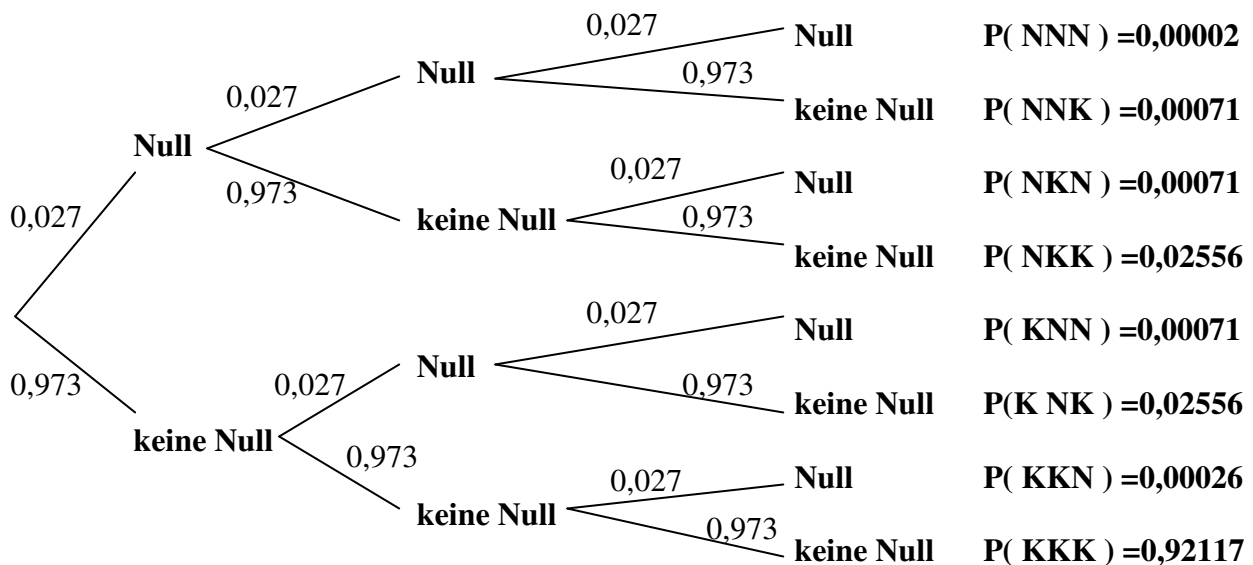 0,027 Null P( NNN ) =0,00002
Null 0,973
0,027 keine Null P( NNK ) =0,00071
Null 0,027 Null P( NKN ) =0,00071
0,973 0,973
0,027 keine Null
keine Null P( NKK ) =0,02556
0,027 Null P( KNN ) =0,00071
0,973 0,027 Null 0,973
keine Null P(K NK ) =0,02556
keine Null 0,973
0,027 Null P( KKN ) =0,00026
keine Null 0,973
keine Null P( KKK ) =0,92117